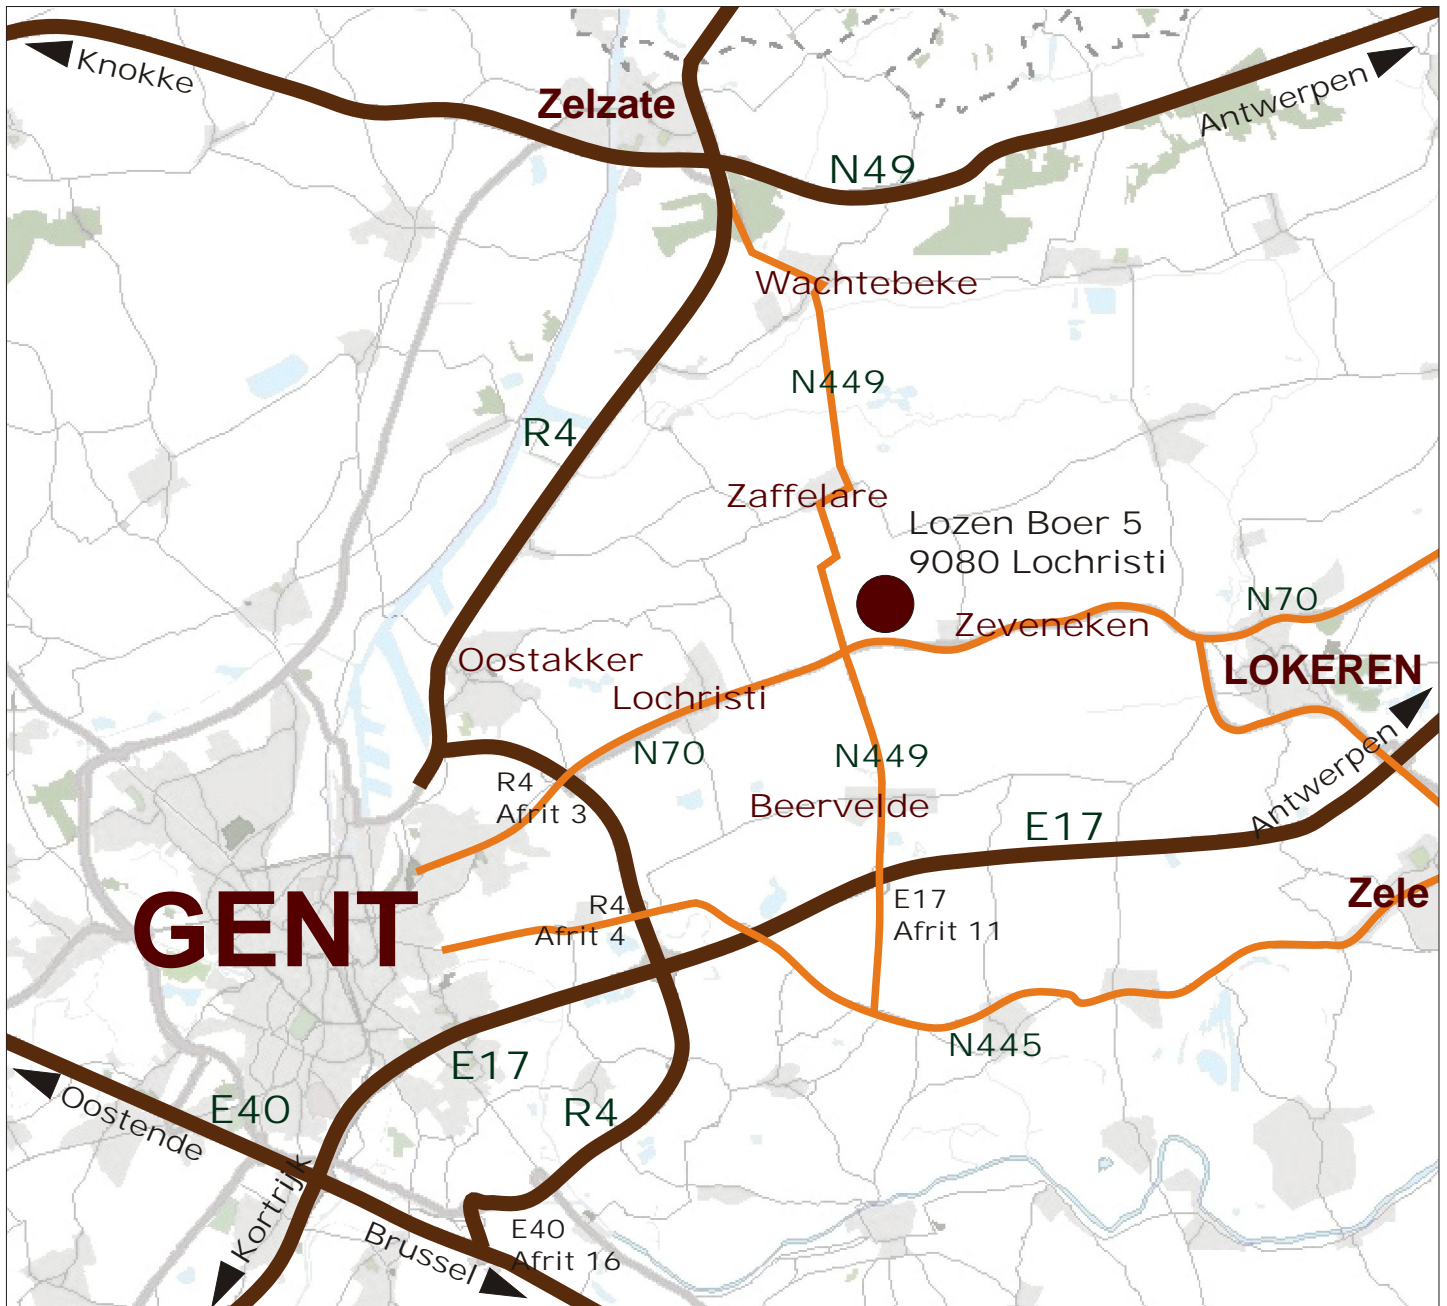 Knokke
Zelzate
Antwerpen
N49
Wachtebeke
N449
R4
Zaffelare
Lozen Boer 5
9080 Lochristi
N70
Zeveneken
Oostakker
LOKEREN
Lochristi
N70
N449
Antwerpen
R4
Afrit 3
Beervelde
E17
GENT
Zele
R4
Afrit 4
E17
Afrit 11
N445
E17
Oostende
E40
R4
Kortrijk
Brussel
E40
Afrit 16